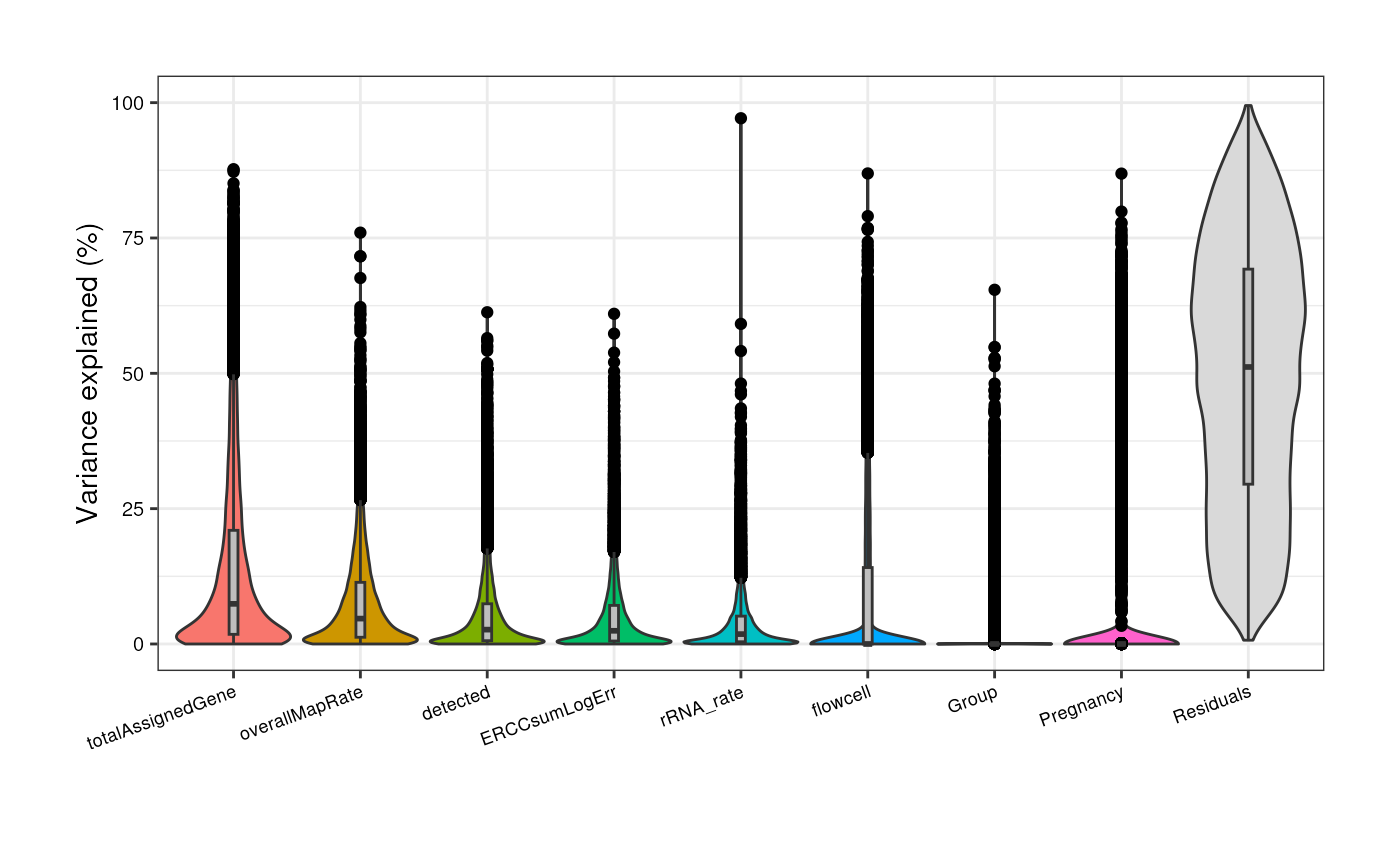 Variance explained (%)
100
75
50
25
0
totalAssignedGene
overallMapRate
detected
ERCCsumLogErr
rRNA_rate
flowcell
Group
Pregnancy
Residuals